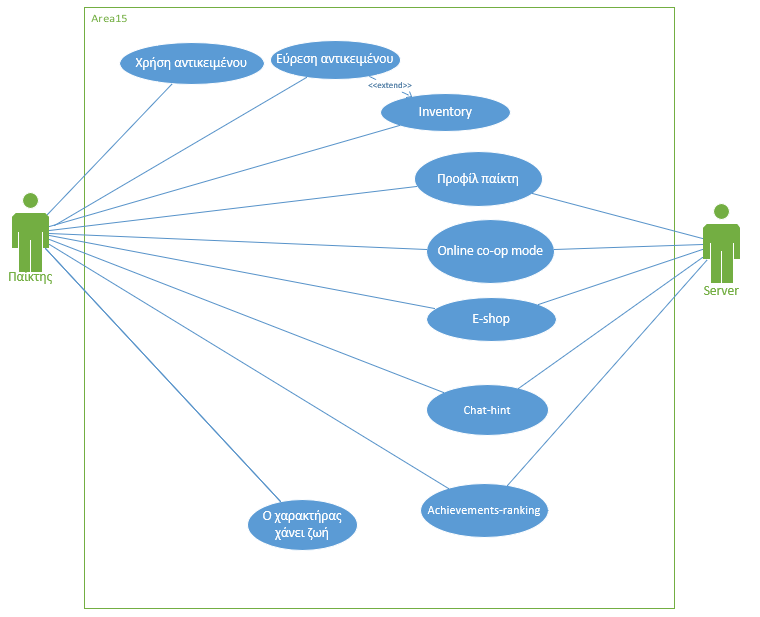 Area15
Χρήση αντικειμένου
Εύρεση αντικειμένου
<<extend>>
Inventory
Προφίλ παίκτη
Online co-op mode
Παίκτης
Server
E-shop
Chat-hint
Achievements-ranking
Ο χαρακτήρας
χάνει ζωή